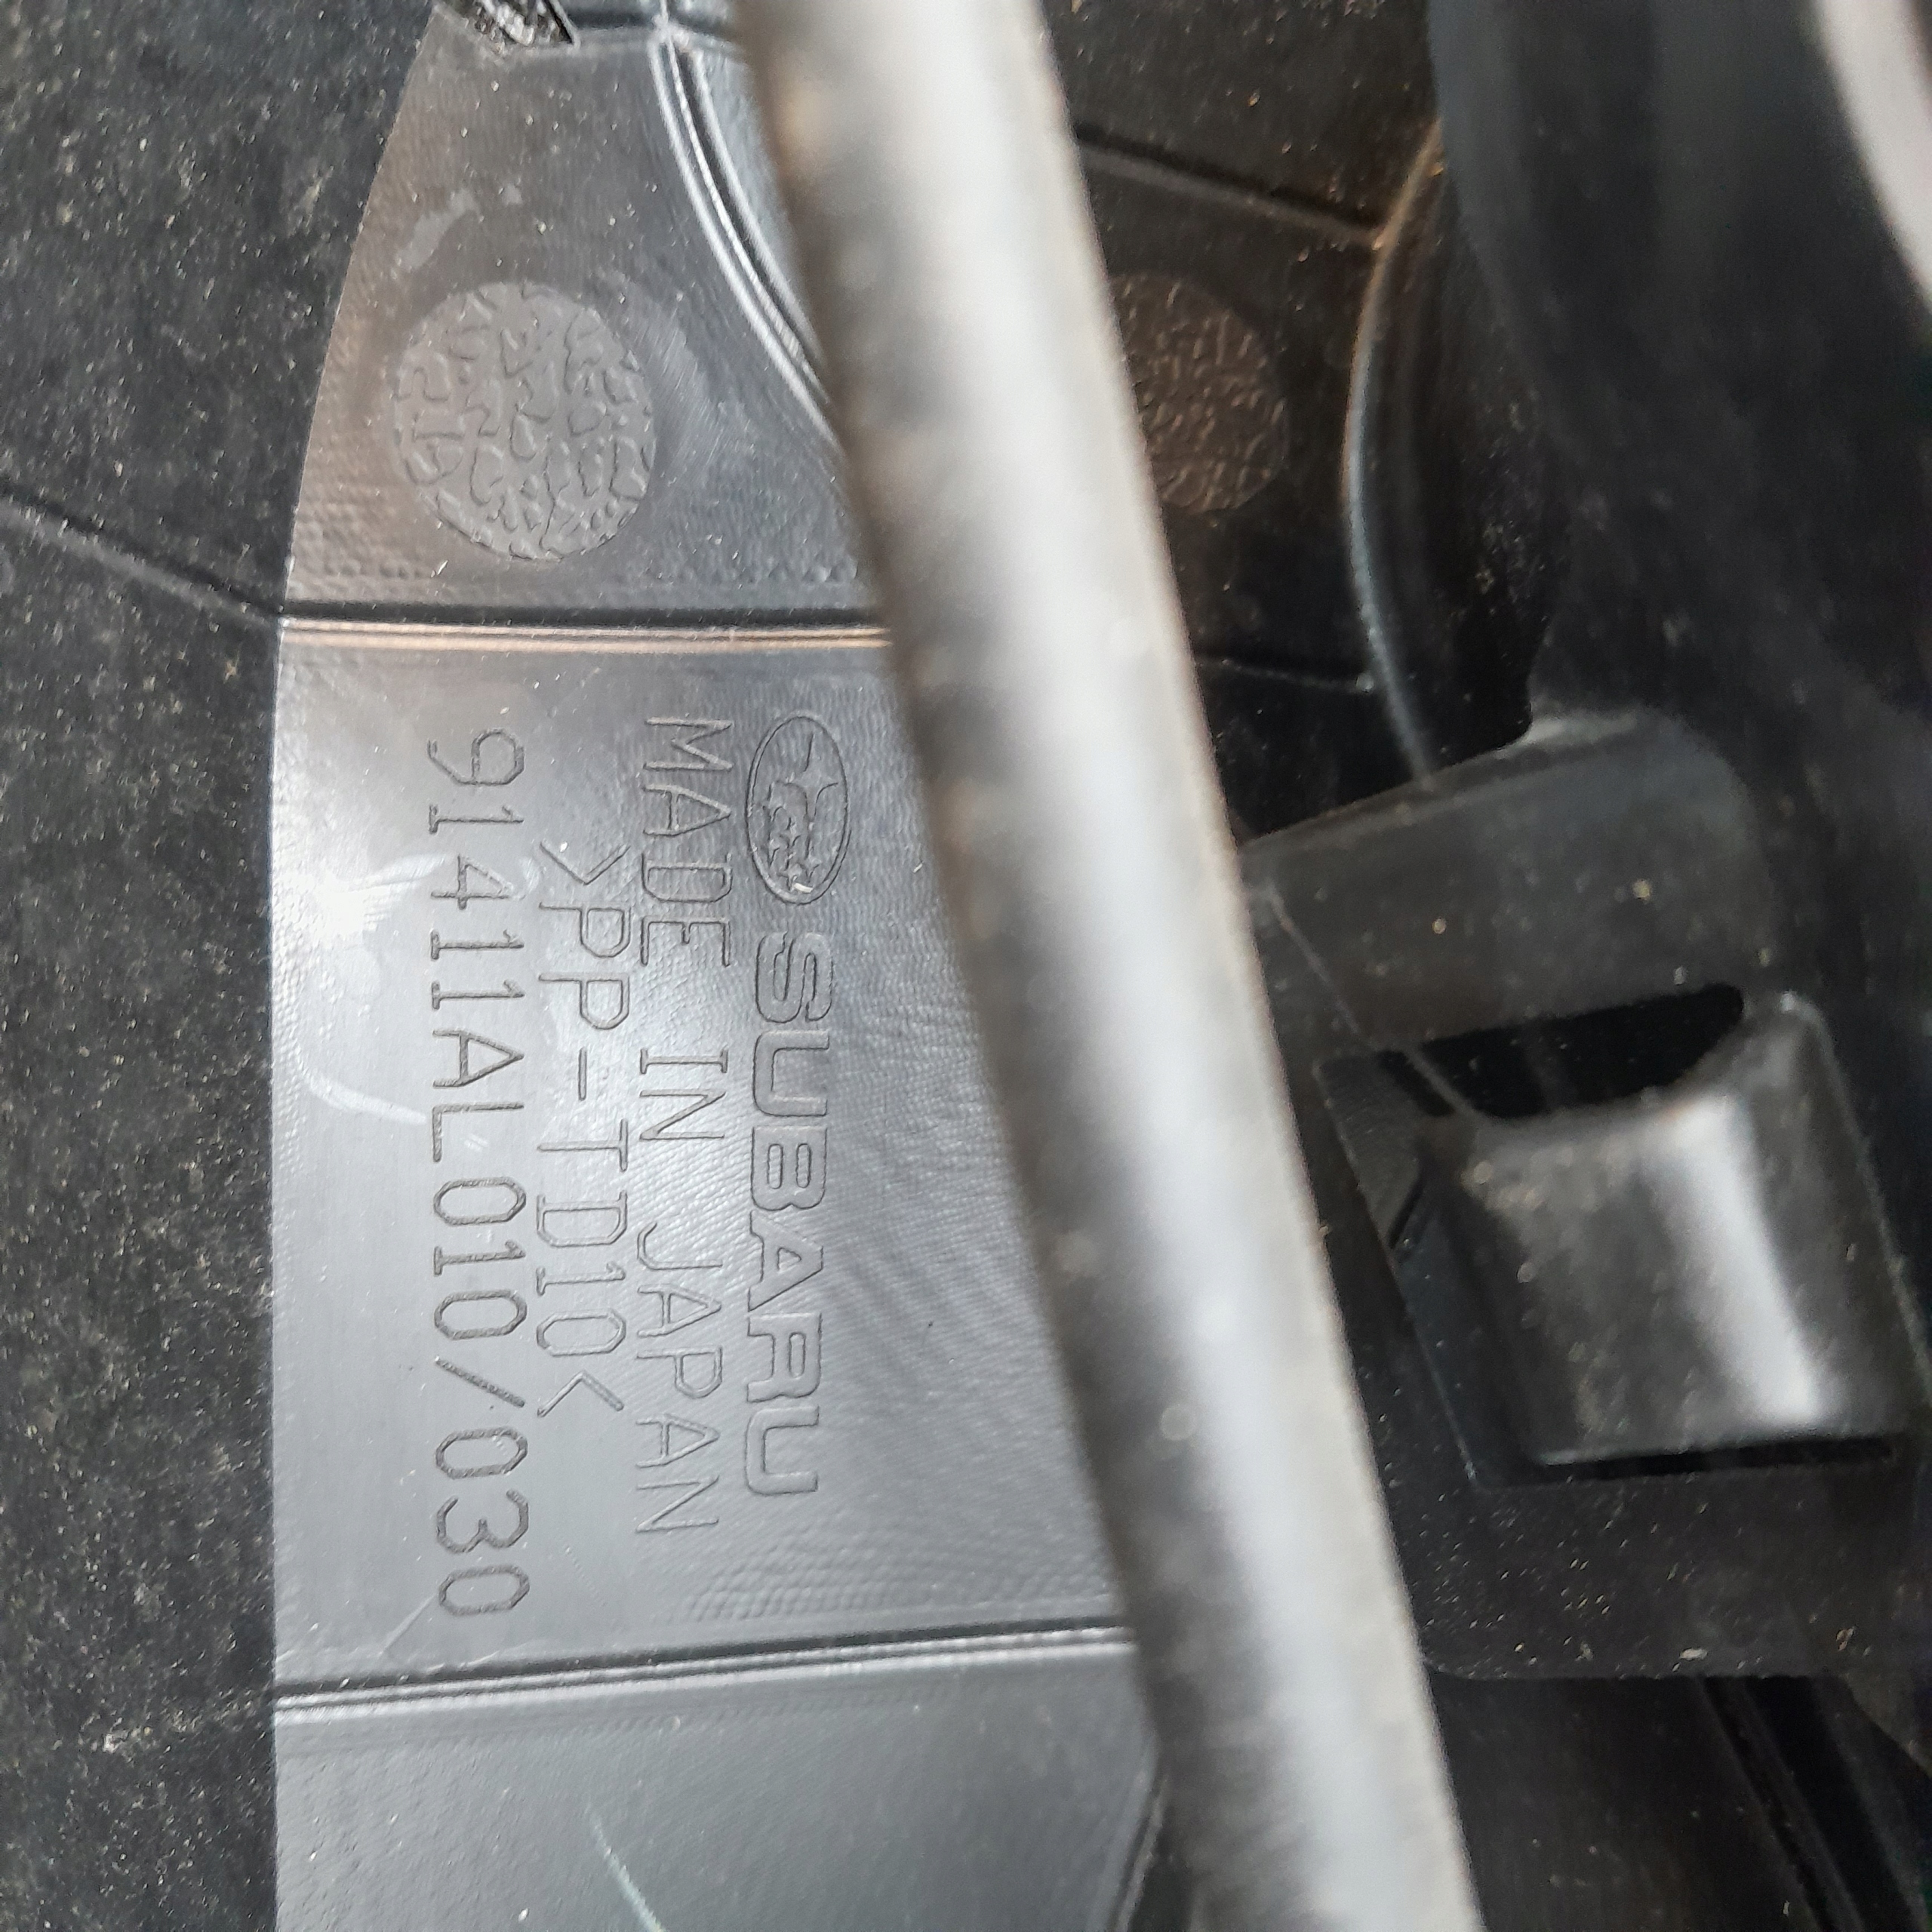 SUBARU
MADE IN JAPAN
>PP-TD10<
91411AL010/030